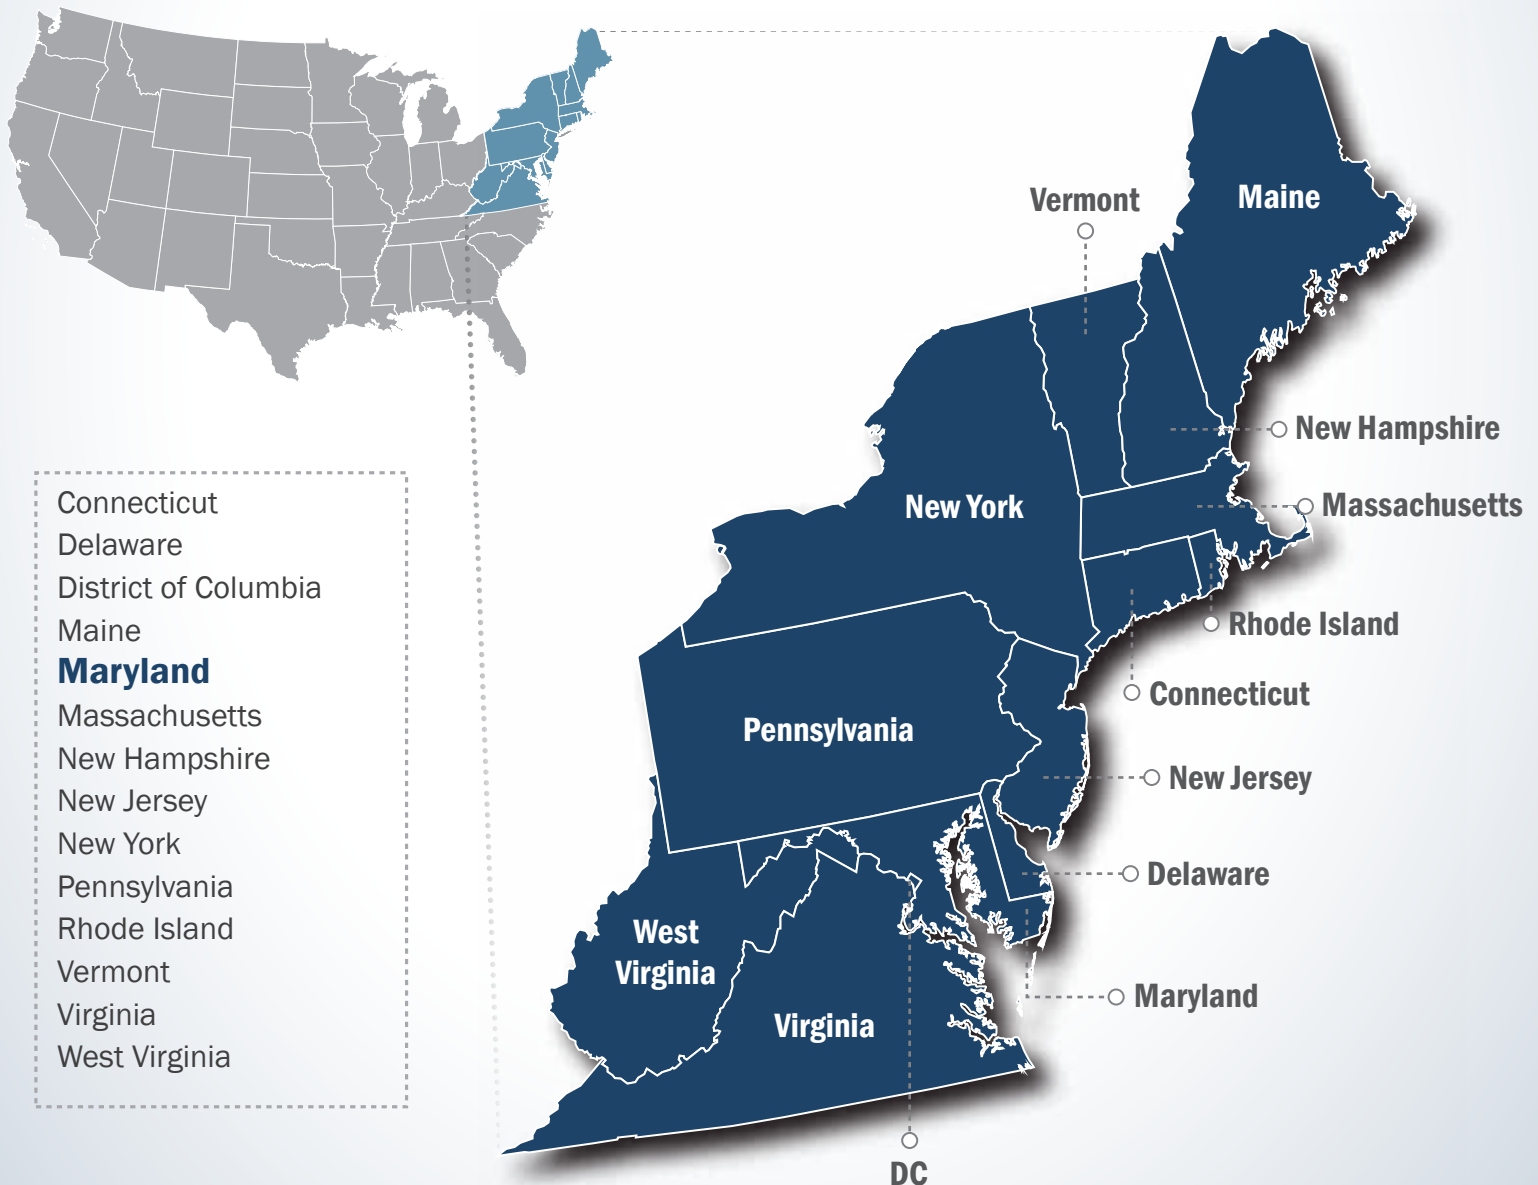 Connecticut
Delaware
District of Columbia
Maine
Maryland
Massachusetts
New Hampshire
New Jersey
New York
Pennsylvania
Rhode Island
Vermont
Virginia
West Virginia
Maine
Vermont
New Hampshire
Massachusetts
New York
Rhode Island
Connecticut
Pennsylvania
New Jersey
Delaware
West
Virginia
Maryland
Virginia
DC